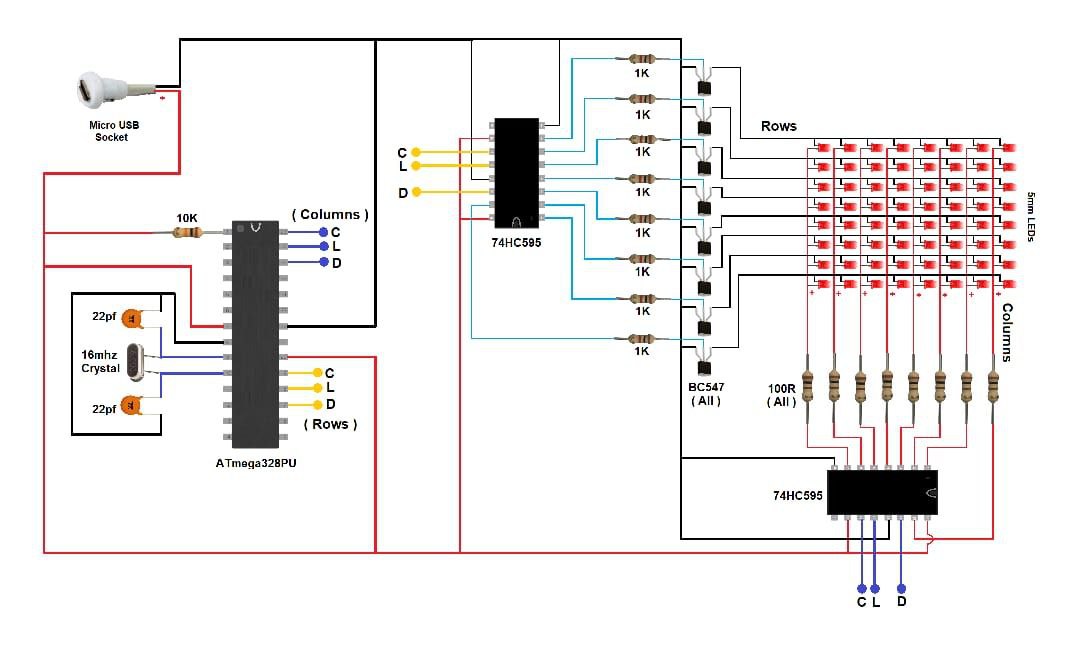 +
Micro USB
Socket
10K
( Columns )
C
L
D
22pf
16mhz
Crystal
22pf
C
L
D
( Rows )
ATmega328PU
C
L
D
74HC595
1K
1K
1K
1K
1K
1K
1K
1K
BC547
( All )
Rows
5mm LEDs
+ + + + + + + +
Columns
100R
( All )
74HC595
C L D